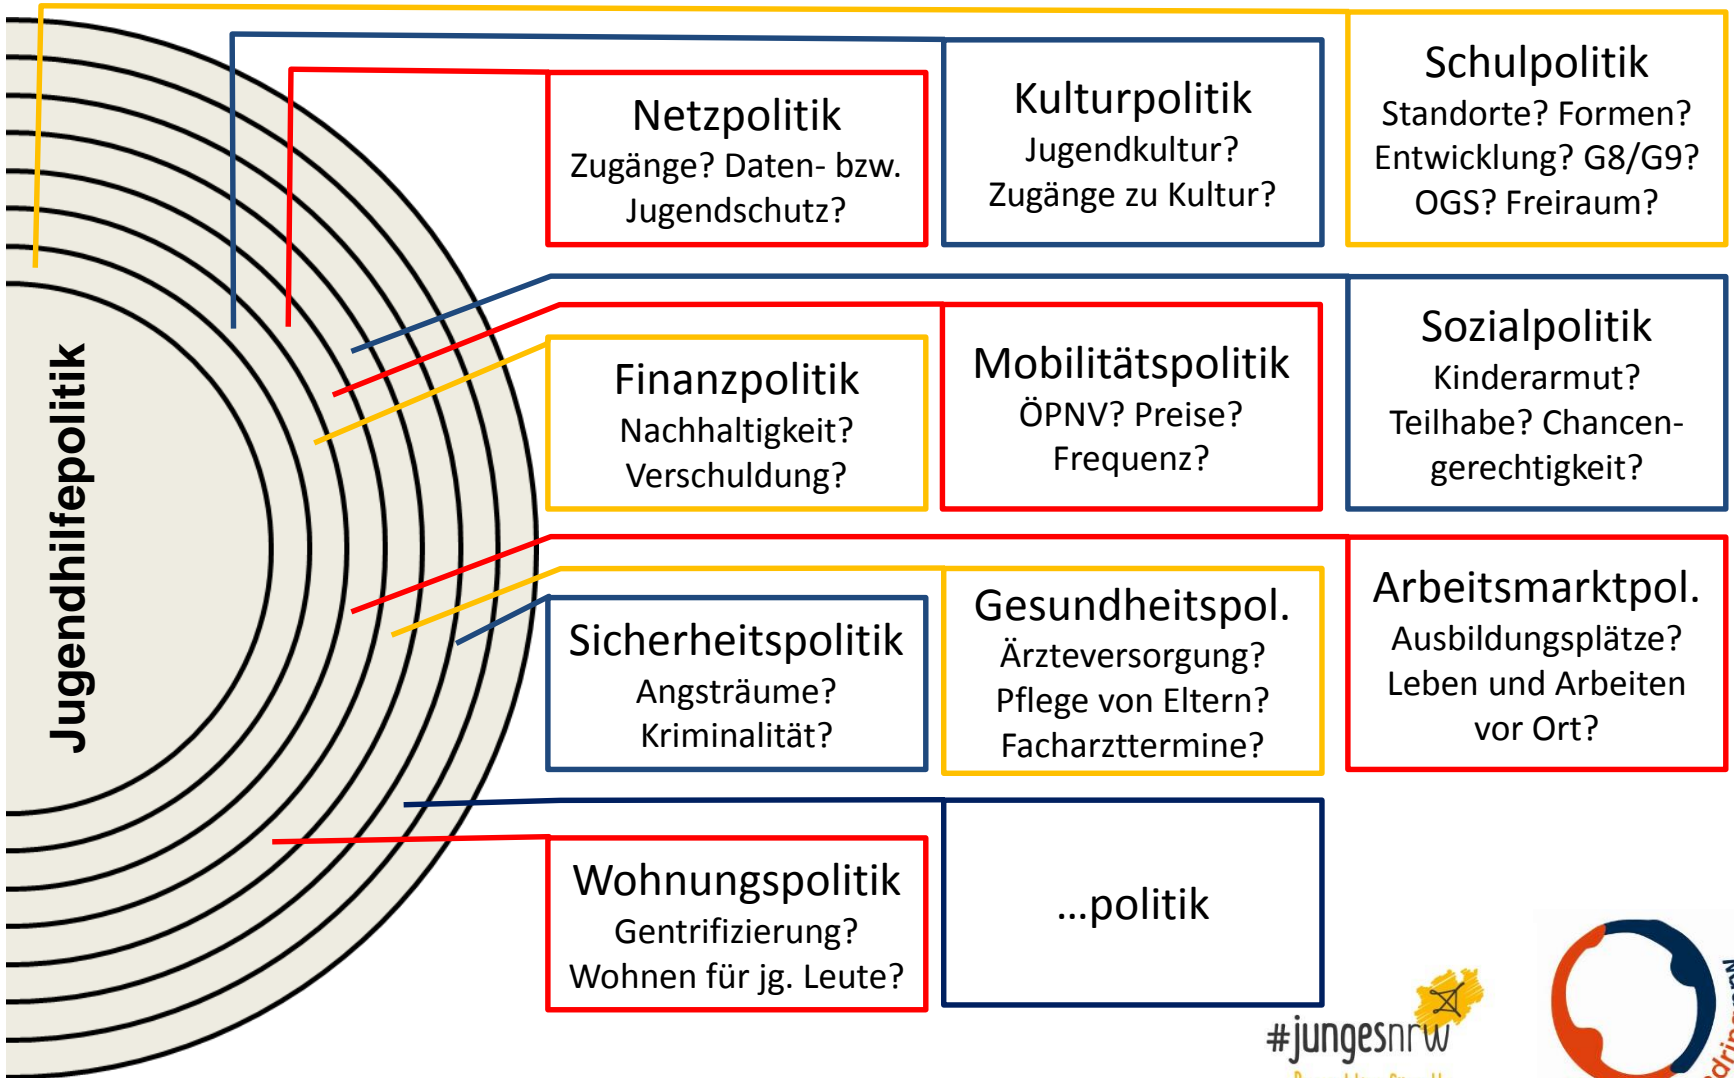 Jugendhilfepolitik
Netzpolitik
Zugänge? Daten- bzw.
Jugendschutz?
Kulturpolitik
Jugendkultur?
Zugänge zu Kultur?
Schulpolitik
Standorte? Formen?
Entwicklung? G8/G9?
OGS? Freiraum?
Finanzpolitik
Nachhaltigkeit?
Verschuldung?
Mobilitätspolitik
ÖPNV? Preise?
Frequenz?
Sozialpolitik
Kinderarmut?
Teilhabe? Chancen-
gerechtigkeit?
Sicherheitspolitik
Angsträume?
Kriminalität?
Gesundheitspol.
Ärzteversorgung?
Pflege von Eltern?
Facharzttermine?
Arbeitsmarktpol.
Ausbildungsplätze?
Leben und Arbeiten
vor Ort?
Wohnungspolitik
Gentrifizierung?
Wohnen für jg. Leute?
...politik
#jungesnrw